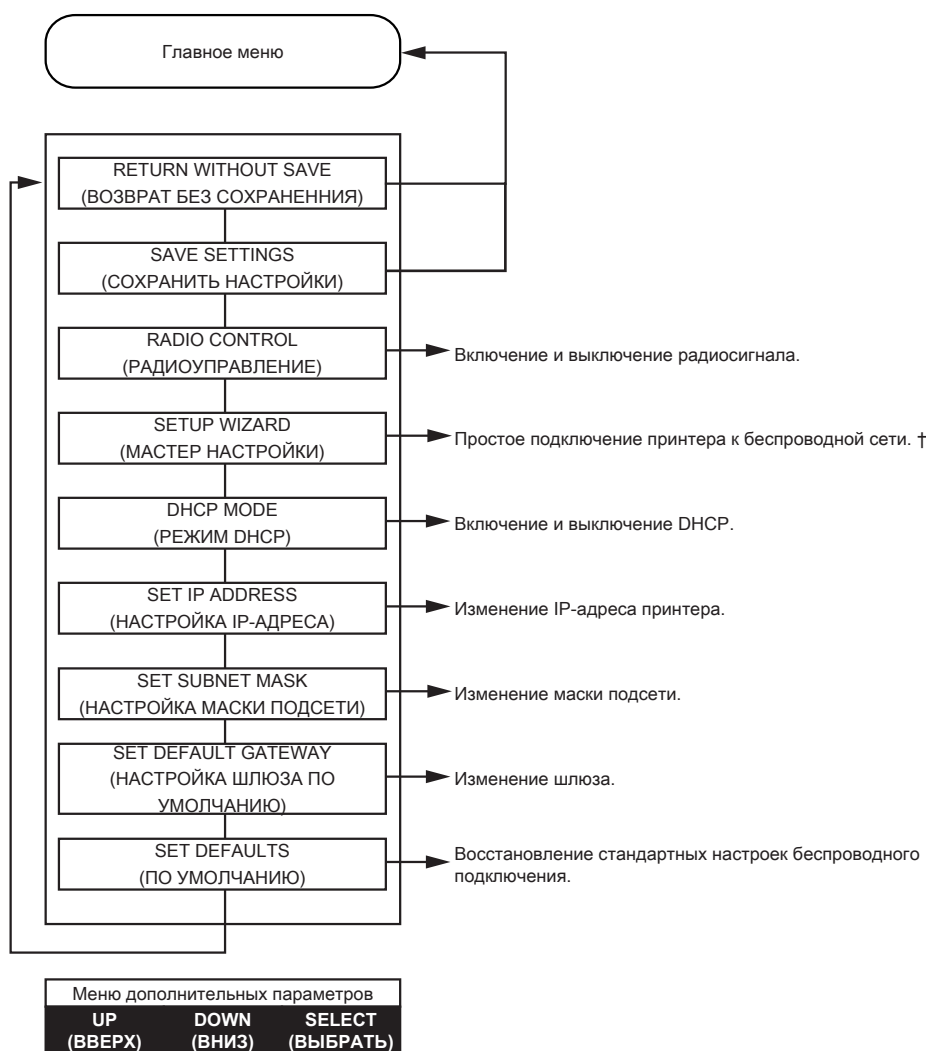 Главное меню
RETURN WITHOUT SAVE
(ВОЗВРАТ БЕЗ СОХРАНЕННИЯ)
SAVE SETTINGS
(СОХРАНИТЬ НАСТРОЙКИ)
RADIO CONTROL
(РАДИОУПРАВЛЕНИЕ)
Включение и выключение радиосигнала.
SETUP WIZARD
(МАСТЕР НАСТРОЙКИ)
Простое подключение принтера к беспроводной сети. †
DHCP MODE
(РЕЖИМ DHCP)
Включение и выключение DHCP.
SET IP ADDRESS
(НАСТРОЙКА IP-АДРЕСА)
Изменение IP-адреса принтера.
SET SUBNET MASK
(НАСТРОЙКА МАСКИ ПОДСЕТИ)
Изменение маски подсети.
SET DEFAULT GATEWAY
(НАСТРОЙКА ШЛЮЗА ПО
УМОЛЧАНИЮ)
Изменение шлюза.
SET DEFAULTS
(ПО УМОЛЧАНИЮ)
Восстановление стандартных настроек беспроводного
подключения.
Меню дополнительных параметров
UP DOWN SELECT
(ВВЕРХ) (ВНИЗ) (ВЫБРАТЬ)